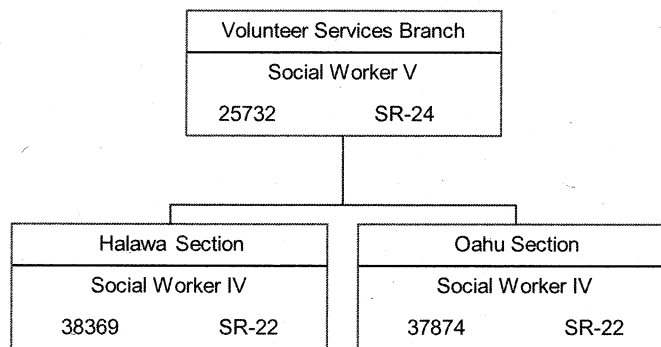 Volunteer Services Branch
Social Worker V
25732 SR-24
Halawa Section
Social Worker IV
38369 SR-22
Oahu Section
Social Worker IV
37874 SR-22